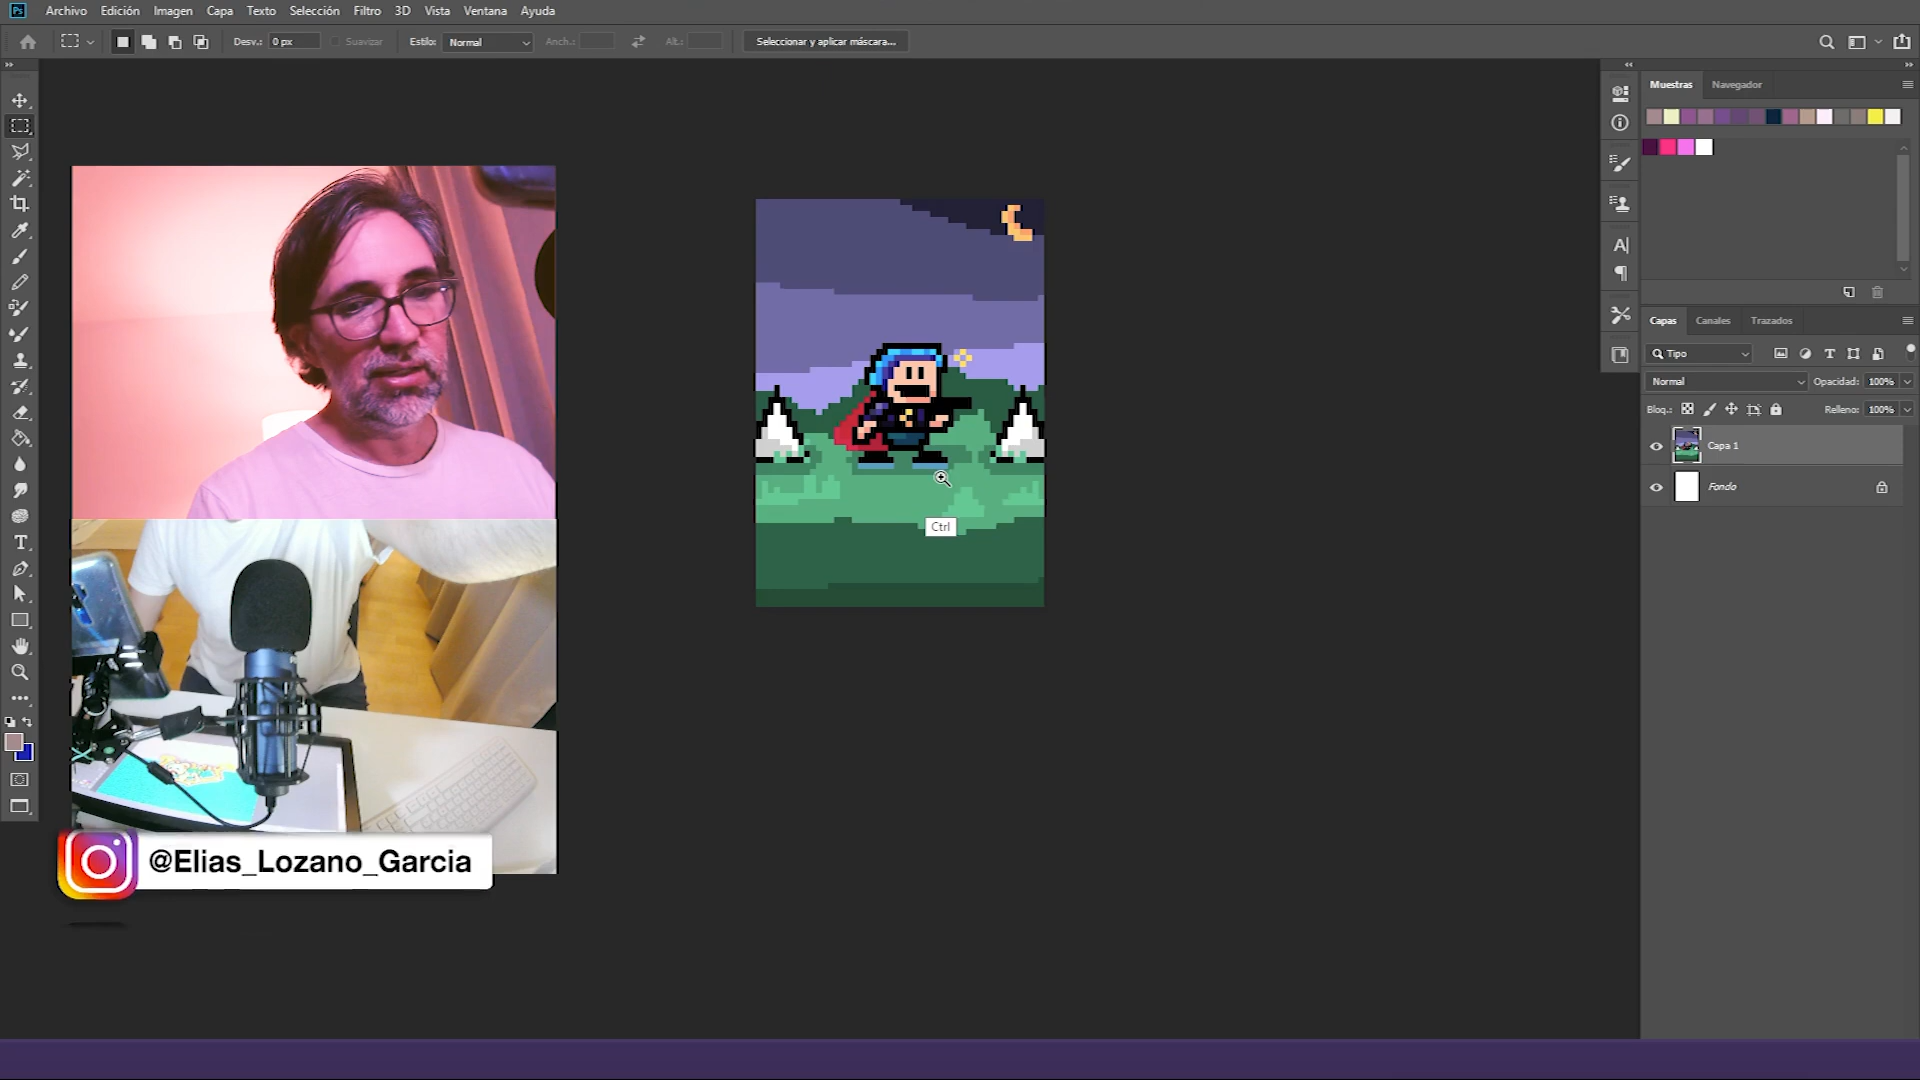 Ps Archivo Edición Imagen Capa Texto Selección Filtro 3D Vista Ventana Ayuda
Desv.: 0 px Suavizar Estilo: Normal Anch.: Alt.: Seleccionar y aplicar máscara...
Muestras Navegador
Capas Canales Trazados
Tipo
Normal Opacidad: 100%
Bloq.: Relleno: 100%
Capa 1
Fondo
Ctrl
@Elias_Lozano_Garcia